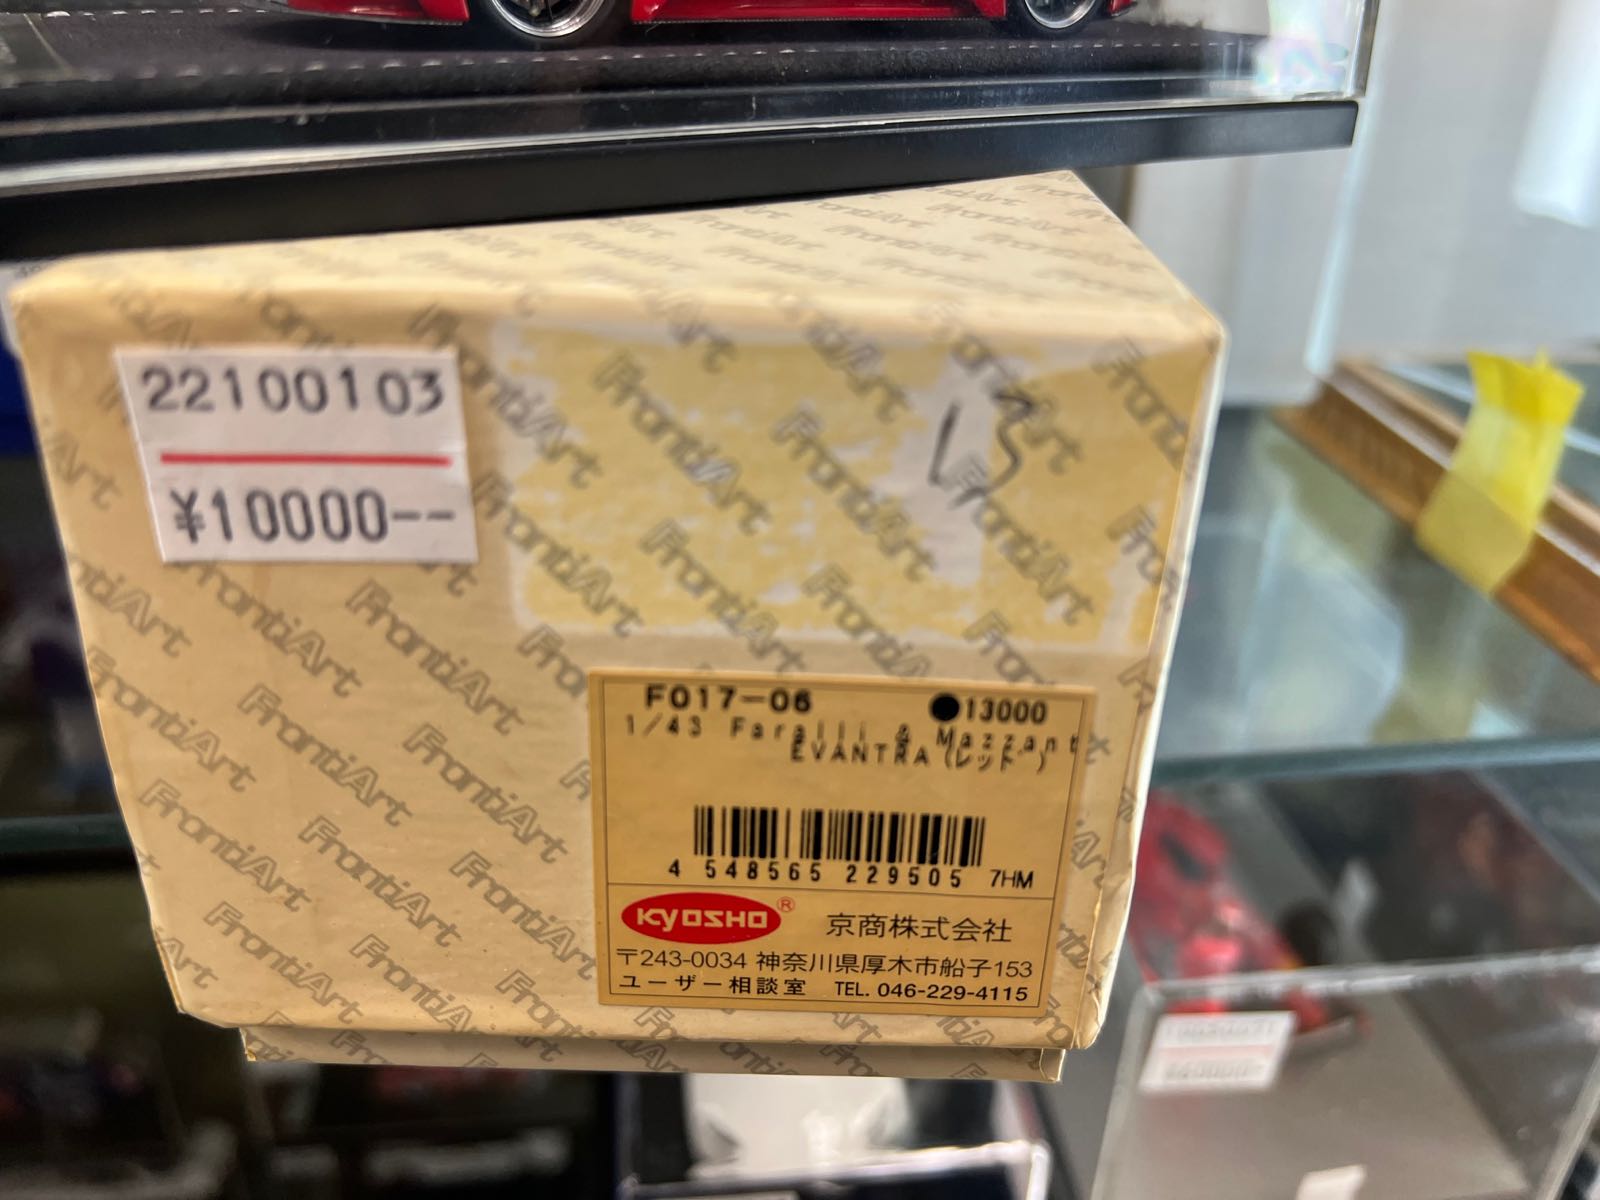 22100103
¥10000--
FrontiArt
F017-06 ●13000
1/43 Faralli & Mazzant
EVANTRA (レッド)
4 548565 229505 7HM
KYOSHO® 京商株式会社
〒243-0034 神奈川県厚木市船子153
ユーザー相談室 TEL. 046-229-4115